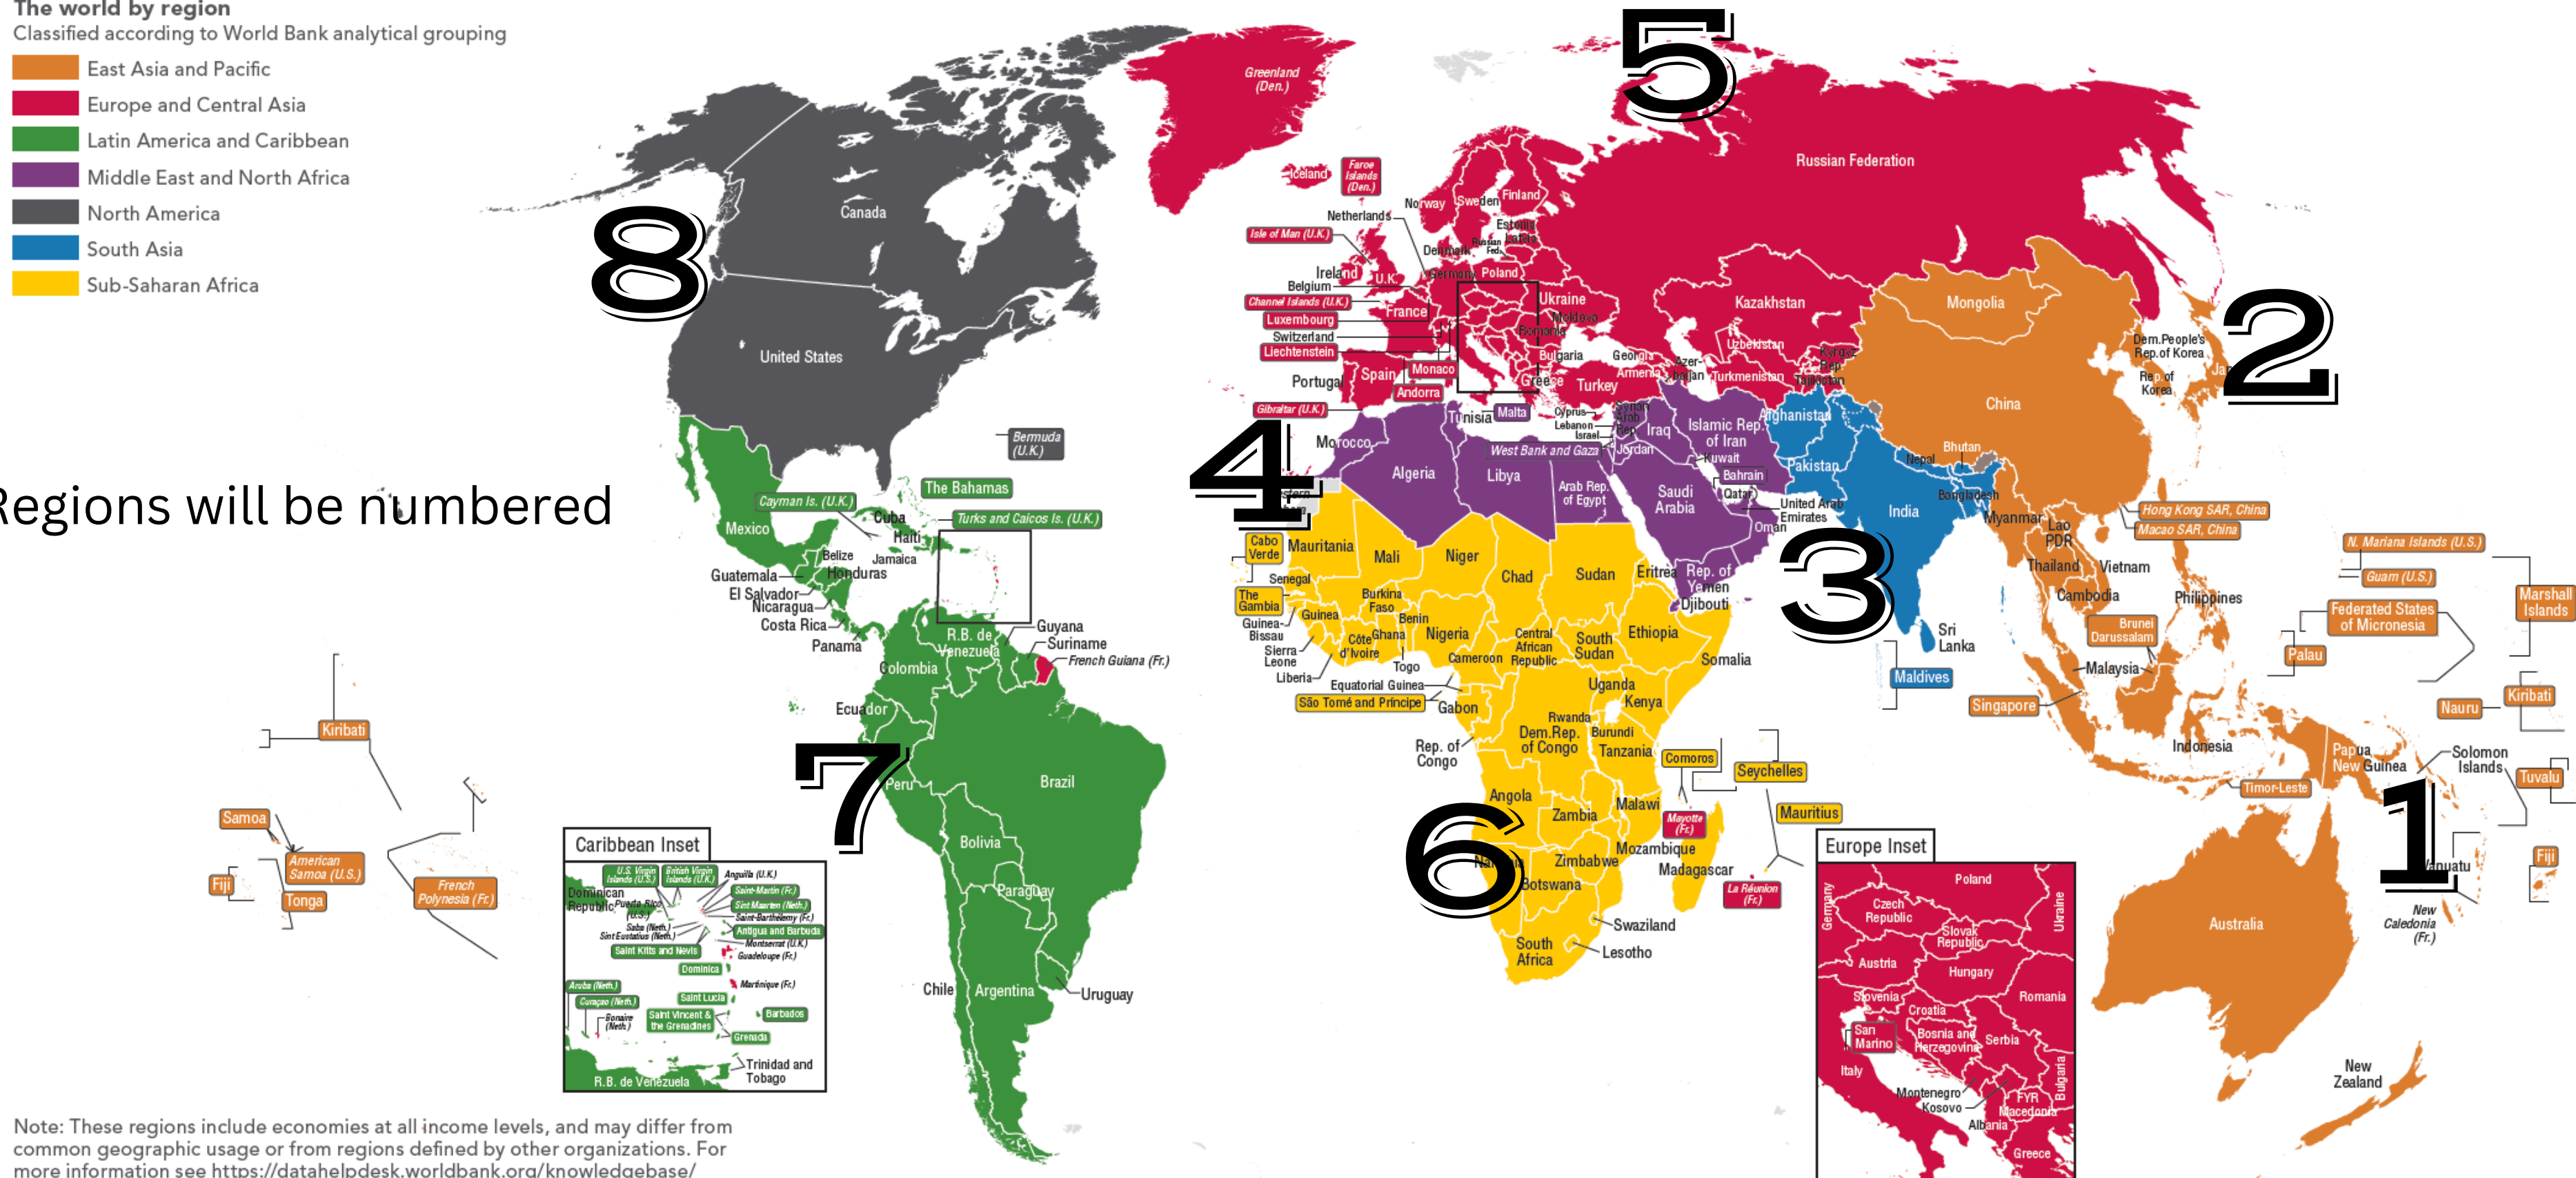 The world by region
Classified according to World Bank analytical grouping
East Asia and Pacific
Europe and Central Asia
Latin America and Caribbean
Middle East and North Africa
North America
South Asia
Sub-Saharan Africa
5
8
2
4
3
7
6
1
Regions will be numbered
Greenland
(Den.)
Iceland
Faroe
Islands
(Den.)
Norway
Sweden
Finland
Russian Federation
Canada
United States
Bermuda
(U.K.)
Netherlands
Isle of Man (U.K.)
Estonia
Latvia
Russian
Fed.
Denmark
Ireland
U.K.
Germany
Poland
Belgium
Channel Islands (U.K.)
Luxembourg
France
Ukraine
Moldova
Switzerland
Romania
Liechtenstein
Bulgaria
Monaco
Portugal
Spain
Andorra
Greece
Turkey
Georgia
Armenia
Azer-
baijan
Gibraltar (U.K.)
Kazakhstan
Uzbekistan
Turkmenistan
Kyrgyz
Rep.
Tajikistan
Mongolia
Dem.People's
Rep.of Korea
Rep. of
Korea
China
Tunisia
Malta
Cyprus
Lebanon
Israel
Syrian
Arab
Rep.
Iraq
Islamic Rep.
of Iran
Afghanistan
Morocco
West Bank and Gaza
Jordan
Kuwait
Bahrain
Qatar
Algeria
Libya
Arab Rep.
of Egypt
Saudi
Arabia
United Arab
Emirates
Oman
Rep. of
Yemen
Djibouti
Pakistan
Nepal
Bhutan
Bangladesh
India
Sri
Lanka
Maldives
Myanmar
Lao
PDR
Thailand
Vietnam
Cambodia
Philippines
Hong Kong SAR, China
Macao SAR, China
N. Mariana Islands (U.S.)
Guam (U.S.)
Federated States
of Micronesia
Marshall
Islands
Palau
Brunei
Darussalam
Malaysia
Singapore
Indonesia
Nauru
Kiribati
Papua
New Guinea
Solomon
Islands
Tuvalu
Timor-Leste
Vanuatu
Fiji
New
Caledonia
(Fr.)
Australia
New
Zealand
Cayman Is. (U.K.)
The Bahamas
Turks and Caicos Is. (U.K.)
Mexico
Cuba
Haiti
Belize
Jamaica
Honduras
Guatemala
El Salvador
Nicaragua
Costa Rica
Panama
R.B. de
Venezuela
Guyana
Suriname
French Guiana (Fr.)
Colombia
Ecuador
Peru
Brazil
Bolivia
Paraguay
Chile
Argentina
Uruguay
Kiribati
Samoa
American
Samoa (U.S.)
Fiji
Tonga
French
Polynesia (Fr.)
Cabo
Verde
Mauritania
Mali
Niger
Chad
Sudan
Eritrea
Senegal
The
Gambia
Guinea-
Bissau
Guinea
Burkina
Faso
Benin
Sierra
Leone
Côte
d'Ivoire
Ghana
Nigeria
Central
African
Republic
South
Sudan
Ethiopia
Liberia
Togo
Cameroon
Somalia
Equatorial Guinea
São Tomé and Príncipe
Gabon
Uganda
Kenya
Rwanda
Dem.Rep.
of Congo
Burundi
Rep. of
Congo
Tanzania
Comoros
Seychelles
Angola
Zambia
Malawi
Mayotte
(Fr.)
Mauritius
Mozambique
Zimbabwe
Botswana
Madagascar
La Réunion
(Fr.)
Swaziland
South
Africa
Lesotho
Caribbean Inset
U.S. Virgin
Islands (U.S.)
British Virgin
Islands (U.K.)
Anguilla (U.K.)
Dominican
Republic
Puerto Rico
(U.S.)
Saint-Martin (Fr.)
Sint Maarten (Neth.)
Saint-Barthélemy (Fr.)
Saba (Neth.)
Sint Eustatius (Neth.)
Antigua and Barbuda
Saint Kitts and Nevis
Montserrat (U.K.)
Guadeloupe (Fr.)
Dominica
Aruba (Neth.)
Martinique (Fr.)
Curaçao (Neth.)
Saint Lucia
Bonaire
(Neth.)
Saint Vincent &
the Grenadines
Barbados
Grenada
Trinidad and
Tobago
R.B. de Venezuela
Europe Inset
Poland
Germany
Czech
Republic
Ukraine
Slovak
Republic
Austria
Hungary
Slovenia
Romania
Croatia
San
Marino
Bosnia and
Herzegovina
Serbia
Italy
Bulgaria
Montenegro
Kosovo
FYR
Macedonia
Albania
Greece
Note: These regions include economies at all income levels, and may differ from
common geographic usage or from regions defined by other organizations. For
more information see https://datahelpdesk.worldbank.org/knowledgebase/